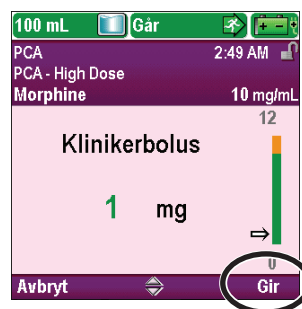 100 mL Går
PCA 2:49 AM
PCA - High Dose
Morphine 10 mg/mL
12
Klinikerbolus
1 mg
0
Avbryt Gir